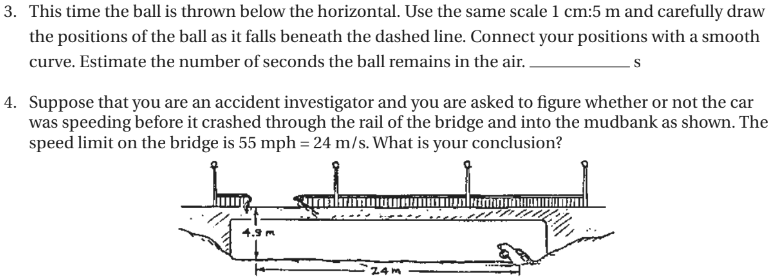 3. This time the ball is thrown below the horizontal. Use the same scale 1 cm:5 m and carefully draw
the positions of the ball as it falls beneath the dashed line. Connect your positions with a smooth
curve. Estimate the number of seconds the ball remains in the air. ____________ s
4. Suppose that you are an accident investigator and you are asked to figure whether or not the car
was speeding before it crashed through the rail of the bridge and into the mudbank as shown. The
speed limit on the bridge is 55 mph = 24 m/s. What is your conclusion?
4.9 m
24 m